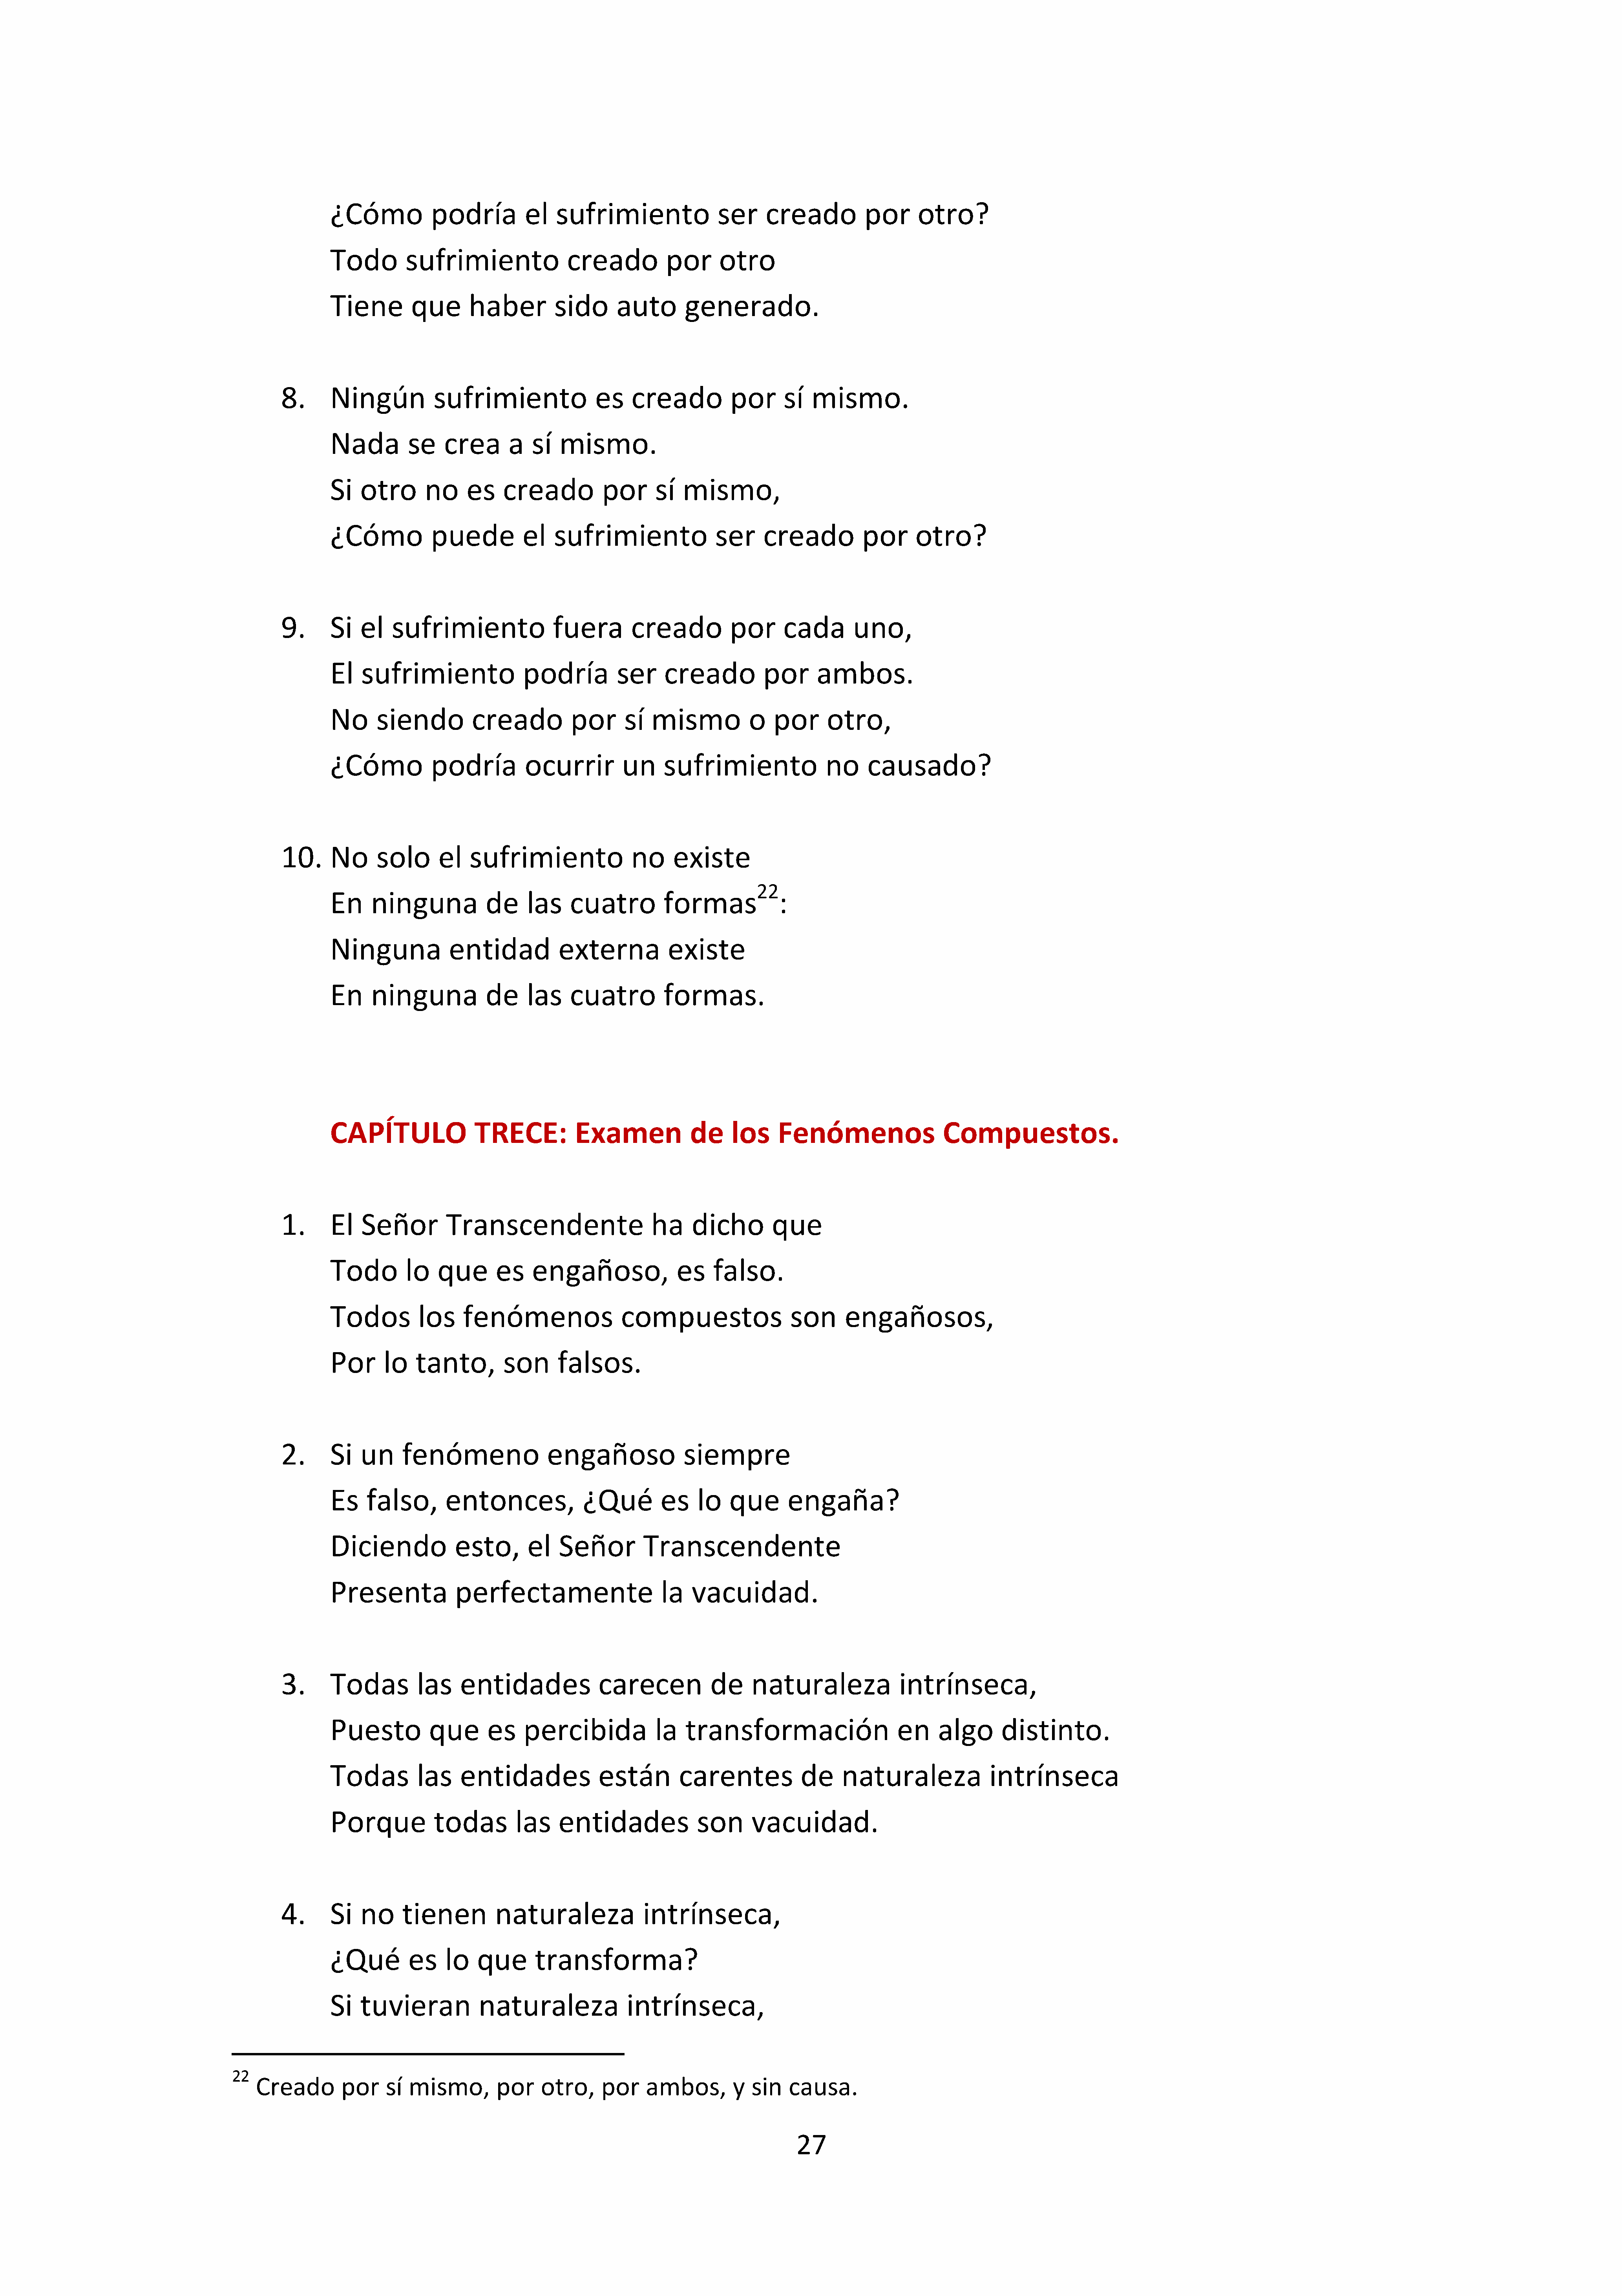 ¿Cómo podría el sufrimiento ser creado por otro?
Todo sufrimiento creado por otro
Tiene que haber sido auto generado.
8. Ningún sufrimiento es creado por sí mismo.
Nada se crea a sí mismo.
Si otro no es creado por sí mismo,
¿Cómo puede el sufrimiento ser creado por otro?
9. Si el sufrimiento fuera creado por cada uno,
El sufrimiento podría ser creado por ambos.
No siendo creado por sí mismo o por otro,
¿Cómo podría ocurrir un sufrimiento no causado?
10. No solo el sufrimiento no existe
En ninguna de las cuatro formas22:
Ninguna entidad externa existe
En ninguna de las cuatro formas.
CAPÍTULO TRECE: Examen de los Fenómenos Compuestos.
1. El Señor Transcendente ha dicho que
Todo lo que es engañoso, es falso.
Todos los fenómenos compuestos son engañosos,
Por lo tanto, son falsos.
2. Si un fenómeno engañoso siempre
Es falso, entonces, ¿Qué es lo que engaña?
Diciendo esto, el Señor Transcendente
Presenta perfectamente la vacuidad.
3. Todas las entidades carecen de naturaleza intrínseca,
Puesto que es percibida la transformación en algo distinto.
Todas las entidades están carentes de naturaleza intrínseca
Porque todas las entidades son vacuidad.
4. Si no tienen naturaleza intrínseca,
¿Qué es lo que transforma?
Si tuvieran naturaleza intrínseca,
22 Creado por sí mismo, por otro, por ambos, y sin causa.
27